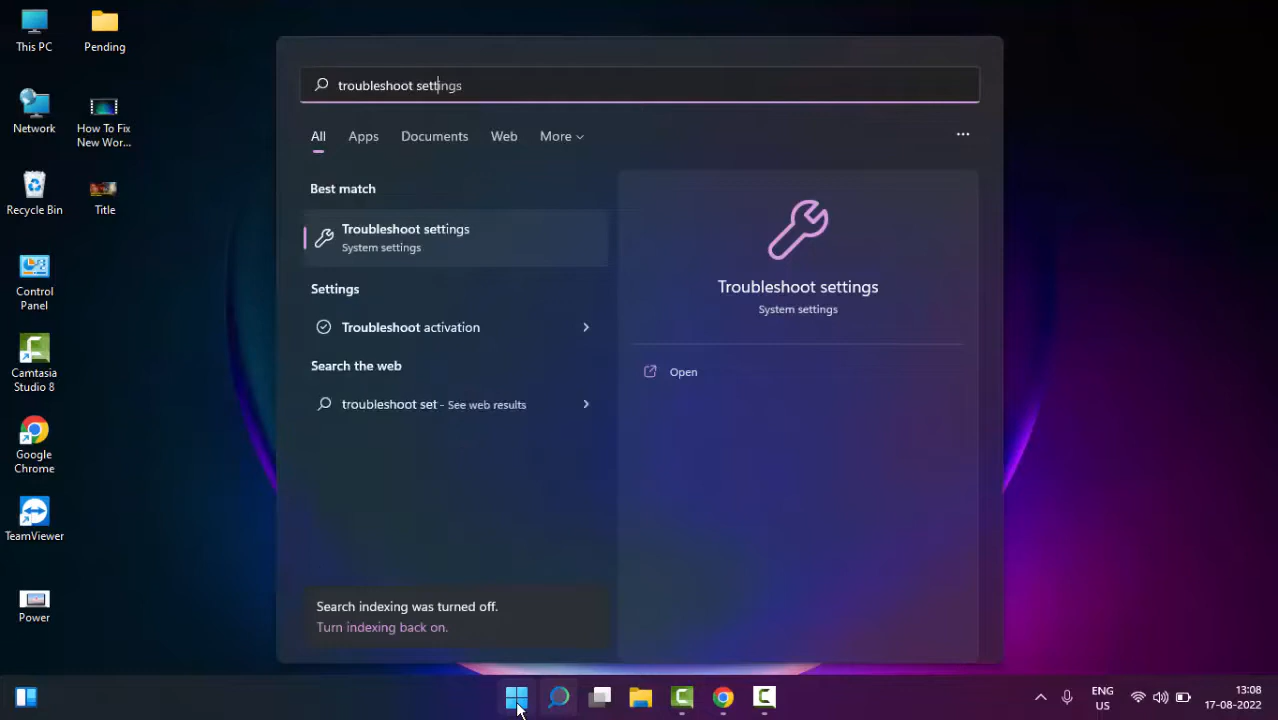 This PC
Pending
Network
How To Fix
New Wor...
Recycle Bin
Title
Control
Panel
Camtasia
Studio 8
Google
Chrome
TeamViewer
Power
troubleshoot settings
All Apps Documents Web More
Best match
Troubleshoot settings
System settings
Settings
Troubleshoot activation
Search the web
troubleshoot set - See web results
Search indexing was turned off.
Turn indexing back on.
Troubleshoot settings
System settings
Open
ENG
US
13:08
17-08-2022